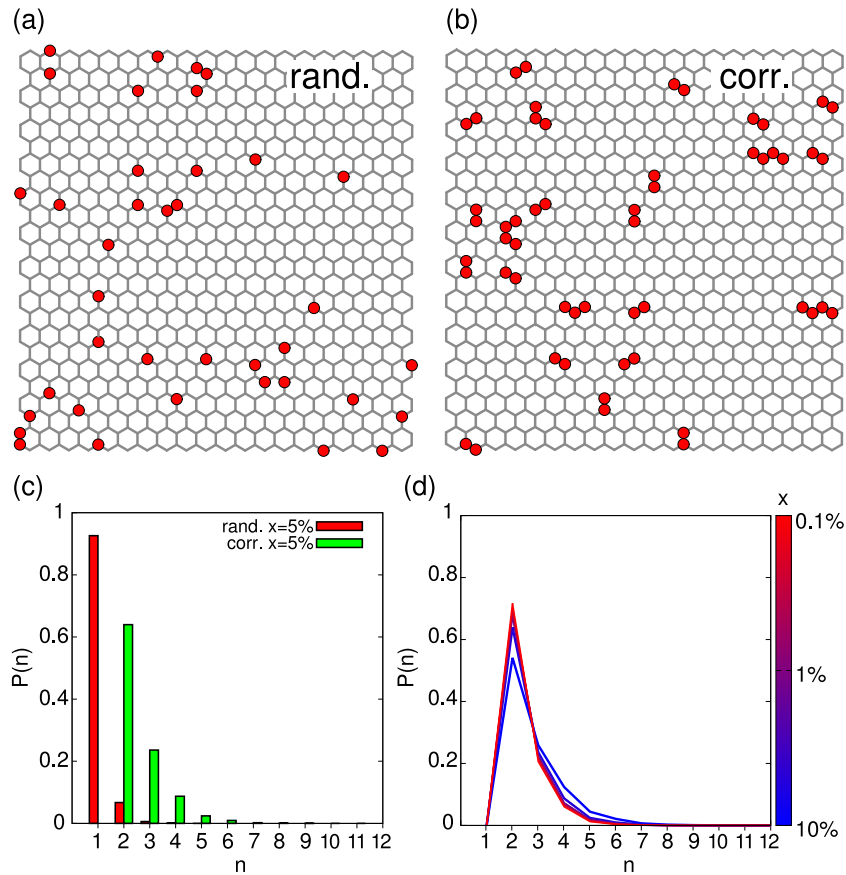 (a)
rand.
(b)
corr.
(c)
1
0.8
0.6
0.4
0.2
0
P(n)
rand. x=5%
corr. x=5%
1 2 3 4 5 6 7 8 9 10 11 12
n
(d)
1
0.8
0.6
0.4
0.2
0
P(n)
1 2 3 4 5 6 7 8 9 10 11 12
n
x
0.1%
1%
10%